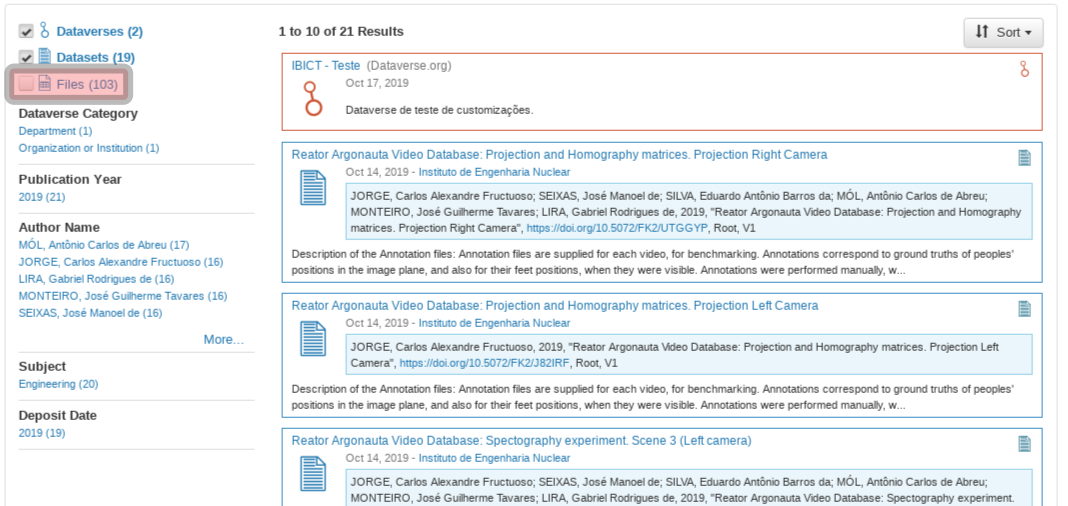 Dataverses (2)
Datasets (19)
Files (103)
Dataverse Category
Department (1)
Organization or Institution (1)
Publication Year
2019 (21)
Author Name
MÓL, Antônio Carlos de Abreu (17)
JORGE, Carlos Alexandre Fructuoso (16)
LIRA, Gabriel Rodrigues de (16)
MONTEIRO, José Guilherme Tavares (16)
SEIXAS, José Manoel de (16)
More...
Subject
Engineering (20)
Deposit Date
2019 (19)
1 to 10 of 21 Results
Sort
IBICT - Teste (Dataverse.org)
Oct 17, 2019
Dataverse de teste de customizações.
Reator Argonauta Video Database: Projection and Homography matrices. Projection Right Camera
Oct 14, 2019 - Instituto de Engenharia Nuclear
JORGE, Carlos Alexandre Fructuoso; SEIXAS, José Manoel de; SILVA, Eduardo Antônio Barros da; MÓL, Antônio Carlos de Abreu;
MONTEIRO, José Guilherme Tavares; LIRA, Gabriel Rodrigues de, 2019, "Reator Argonauta Video Database: Projection and Homography
matrices. Projection Right Camera", https://doi.org/10.5072/FK2/UTGGYP, Root, V1
Description of the Annotation files: Annotation files are supplied for each video, for benchmarking. Annotations correspond to ground truths of peoples'
positions in the image plane, and also for their feet positions, when they were visible. Annotations were performed manually, w...
Reator Argonauta Video Database: Projection and Homography matrices. Projection Left Camera
Oct 14, 2019 - Instituto de Engenharia Nuclear
JORGE, Carlos Alexandre Fructuoso, 2019, "Reator Argonauta Video Database: Projection and Homography matrices. Projection Left
Camera", https://doi.org/10.5072/FK2/J82IRF, Root, V1
Description of the Annotation files: Annotation files are supplied for each video, for benchmarking. Annotations correspond to ground truths of peoples'
positions in the image plane, and also for their feet positions, when they were visible. Annotations were performed manually, w...
Reator Argonauta Video Database: Spectography experiment. Scene 3 (Left camera)
Oct 14, 2019 - Instituto de Engenharia Nuclear
JORGE, Carlos Alexandre Fructuoso; SEIXAS, José Manoel de; SILVA, Eduardo Antônio Barros da; MÓL, Antônio Carlos de Abreu;
MONTEIRO, José Guilherme Tavares; LIRA, Gabriel Rodrigues de, 2019, "Reator Argonauta Video Database: Spectography experiment.